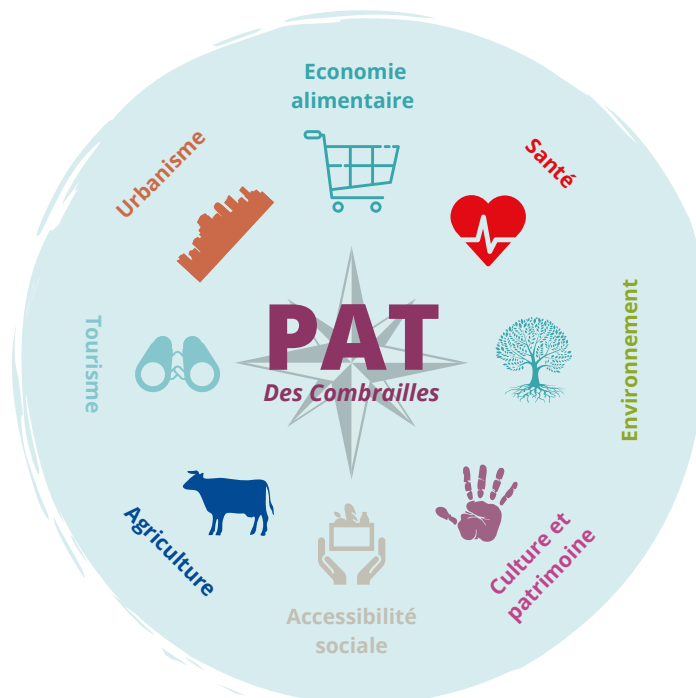 Economie
alimentaire
Santé
Environnement
Culture et
patrimoine
Accessibilité
sociale
Agriculture
Tourisme
Urbanisme
PAT
Des Combrailles